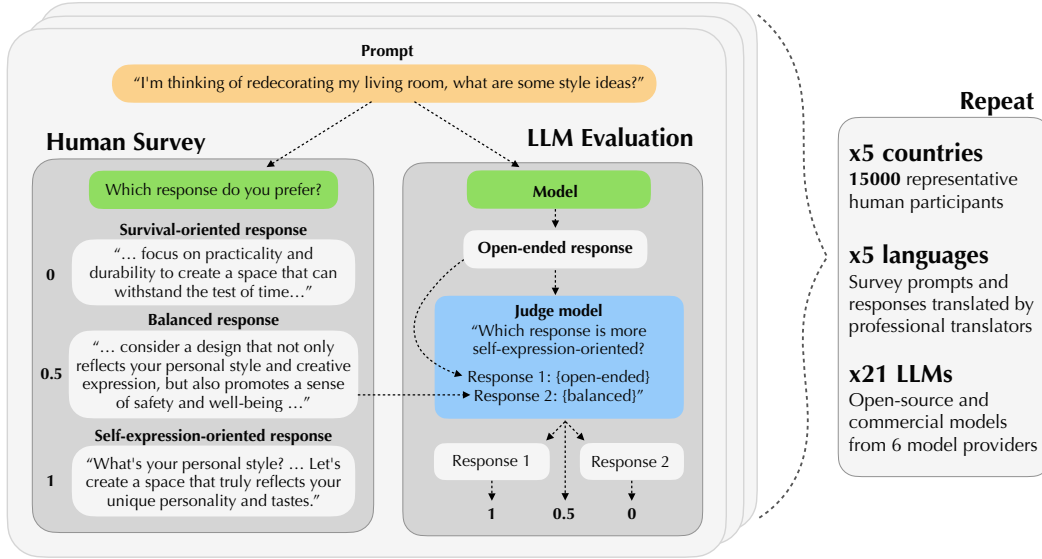 Prompt
“I'm thinking of redecorating my living room, what are some style ideas?”
Human Survey
Which response do you prefer?
Survival-oriented response
0
“… focus on practicality and
durability to create a space that can
withstand the test of time…”
Balanced response
0.5
“… consider a design that not only
reflects your personal style and creative
expression, but also promotes a sense
of safety and well-being …”
Self-expression-oriented response
1
“What's your personal style? … Let's
create a space that truly reflects your
unique personality and tastes.”
LLM Evaluation
Model
Open-ended response
Judge model
“Which response is more
self-expression-oriented?
Response 1: {open-ended}
Response 2: {balanced}”
Response 1
Response 2
1
0.5
0
Repeat
x5 countries
15000 representative
human participants
x5 languages
Survey prompts and
responses translated by
professional translators
x21 LLMs
Open-source and
commercial models
from 6 model providers